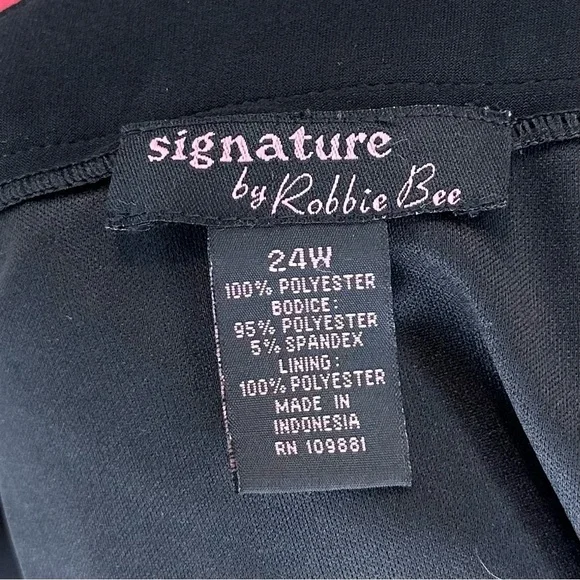 signature
by Robbie Bee
24W
100% POLYESTER
BODICE:
95% POLYESTER
5% SPANDEX
LINING:
100% POLYESTER
MADE IN
INDONESIA
RN 109881